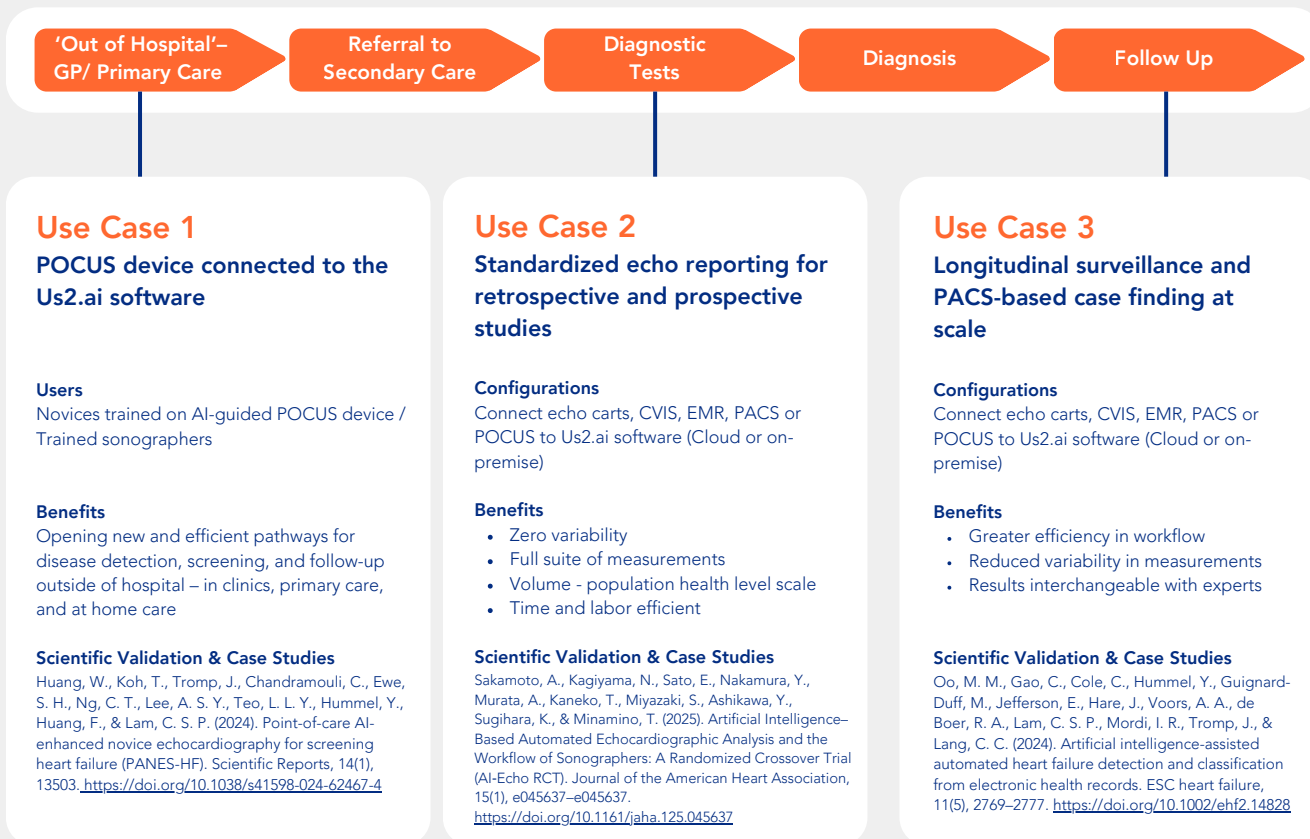 ‘Out of Hospital’–
GP/ Primary Care
Referral to
Secondary Care
Diagnostic
Tests
Diagnosis
Follow Up
Use Case 1
POCUS device connected to the
Us2.ai software
Users
Novices trained on AI-guided POCUS device /
Trained sonographers
Benefits
Opening new and efficient pathways for
disease detection, screening, and follow-up
outside of hospital – in clinics, primary care,
and at home care
Scientific Validation & Case Studies
Huang, W., Koh, T., Tromp, J., Chandramouli, C., Ewe,
S. H., Ng, C. T., Lee, A. S. Y., Teo, L. L. Y., Hummel, Y.,
Huang, F., & Lam, C. S. P. (2024). Point-of-care AI-
enhanced novice echocardiography for screening
heart failure (PANES-HF). Scientific Reports, 14(1),
13503. https://doi.org/10.1038/s41598-024-62467-4
Use Case 2
Standardized echo reporting for
retrospective and prospective
studies
Configurations
Connect echo carts, CVIS, EMR, PACS or
POCUS to Us2.ai software (Cloud or on-
premise)
Benefits
• Zero variability
• Full suite of measurements
• Volume - population health level scale
• Time and labor efficient
Scientific Validation & Case Studies
Sakamoto, A., Kagiyama, N., Sato, E., Nakamura, Y.,
Murata, A., Kaneko, T., Miyazaki, S., Ashikawa, Y.,
Sugihara, K., & Minamino, T. (2025). Artificial Intelligence–
Based Automated Echocardiographic Analysis and the
Workflow of Sonographers: A Randomized Crossover Trial
(AI-Echo RCT). Journal of the American Heart Association,
15(1), e045637–e045637.
https://doi.org/10.1161/jaha.125.045637
Use Case 3
Longitudinal surveillance and
PACS-based case finding at
scale
Configurations
Connect echo carts, CVIS, EMR, PACS or
POCUS to Us2.ai software (Cloud or on-
premise)
Benefits
• Greater efficiency in workflow
• Reduced variability in measurements
• Results interchangeable with experts
Scientific Validation & Case Studies
Oo, M. M., Gao, C., Cole, C., Hummel, Y., Guignard-
Duff, M., Jefferson, E., Hare, J., Voors, A. A., de
Boer, R. A., Lam, C. S. P., Mordi, I. R., Tromp, J., &
Lang, C. C. (2024). Artificial intelligence-assisted
automated heart failure detection and classification
from electronic health records. ESC heart failure,
11(5), 2769–2777. https://doi.org/10.1002/ehf2.14828